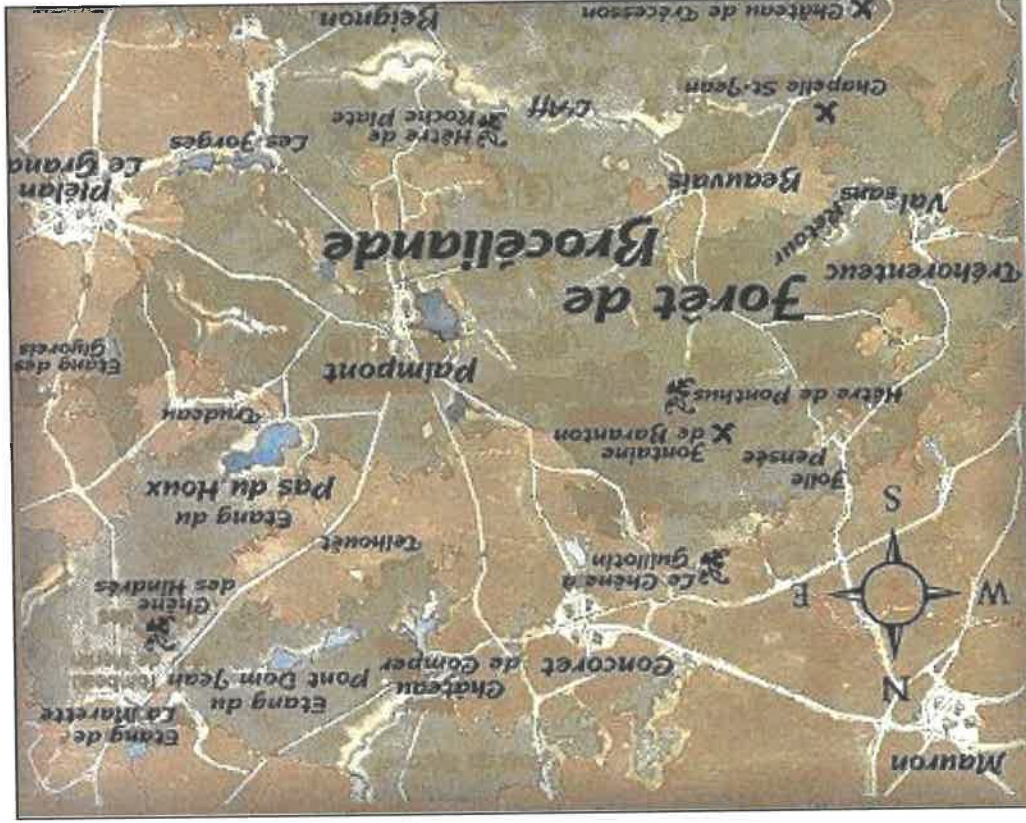 Mauron
Etang de
La Marette
N
W
E
S
Concoret
Château
de Comper
Etang du
Pont Dom Jean
Chêne
des Hindrés
Le Chêne à
Guillotin
Telhouët
Etang du
Pas du Houx
Folle
Pensée
Fontaine
de Baranton
Hêtre de Ponthus
Trudeau
Paimpont
Etang des
Glyorels
Tréhorenteuc
Forêt de
Brocéliande
Val sans Retour
Beauvais
Plélan
Le Grand
Les Forges
Hêtre de
Roche Plate
L'Aff
Chapelle St-Jean
Château de Trécesson
Beignon